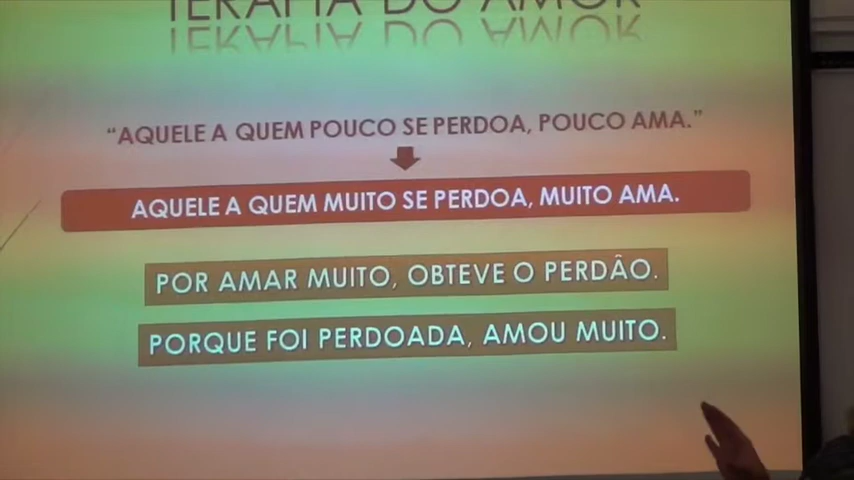 TERAPIA DO AMOR
“AQUELE A QUEM POUCO SE PERDOA, POUCO AMA.”
AQUELE A QUEM MUITO SE PERDOA, MUITO AMA.
POR AMAR MUITO, OBTEVE O PERDÃO.
PORQUE FOI PERDOADA, AMOU MUITO.